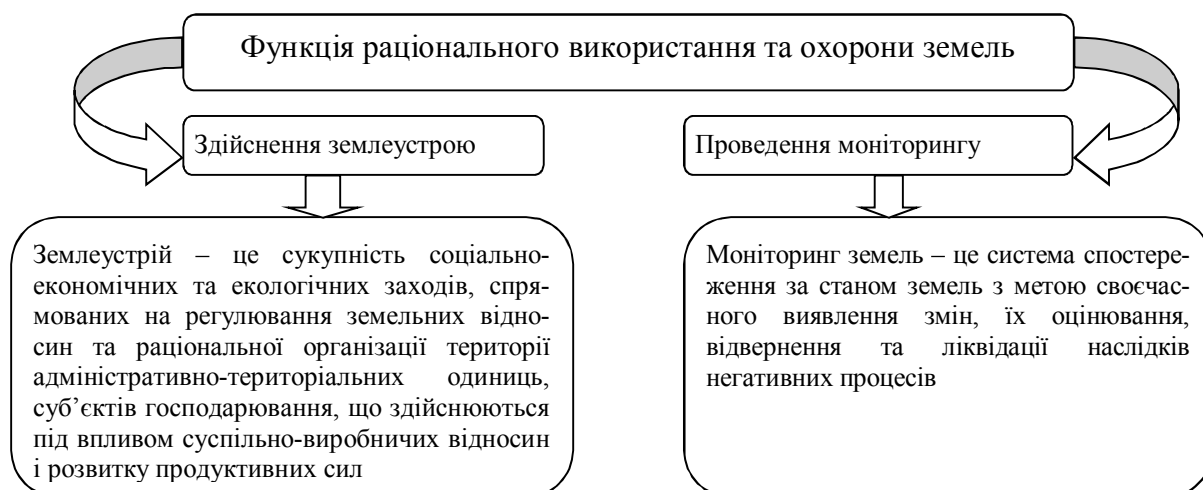 Функція раціонального використання та охорони земель
Здійснення землеустрою
Проведення моніторингу
Землеустрій – це сукупність соціально-
економічних та екологічних заходів, спря-
мованих на регулювання земельних відно-
син та раціональної організації території
адміністративно-територіальних одиниць,
суб’єктів господарювання, що здійснюються
під впливом суспільно-виробничих відносин
і розвитку продуктивних сил
Моніторинг земель – це система спостере-
ження за станом земель з метою своєчас-
ного виявлення змін, їх оцінювання,
відвернення та ліквідації наслідків
негативних процесів